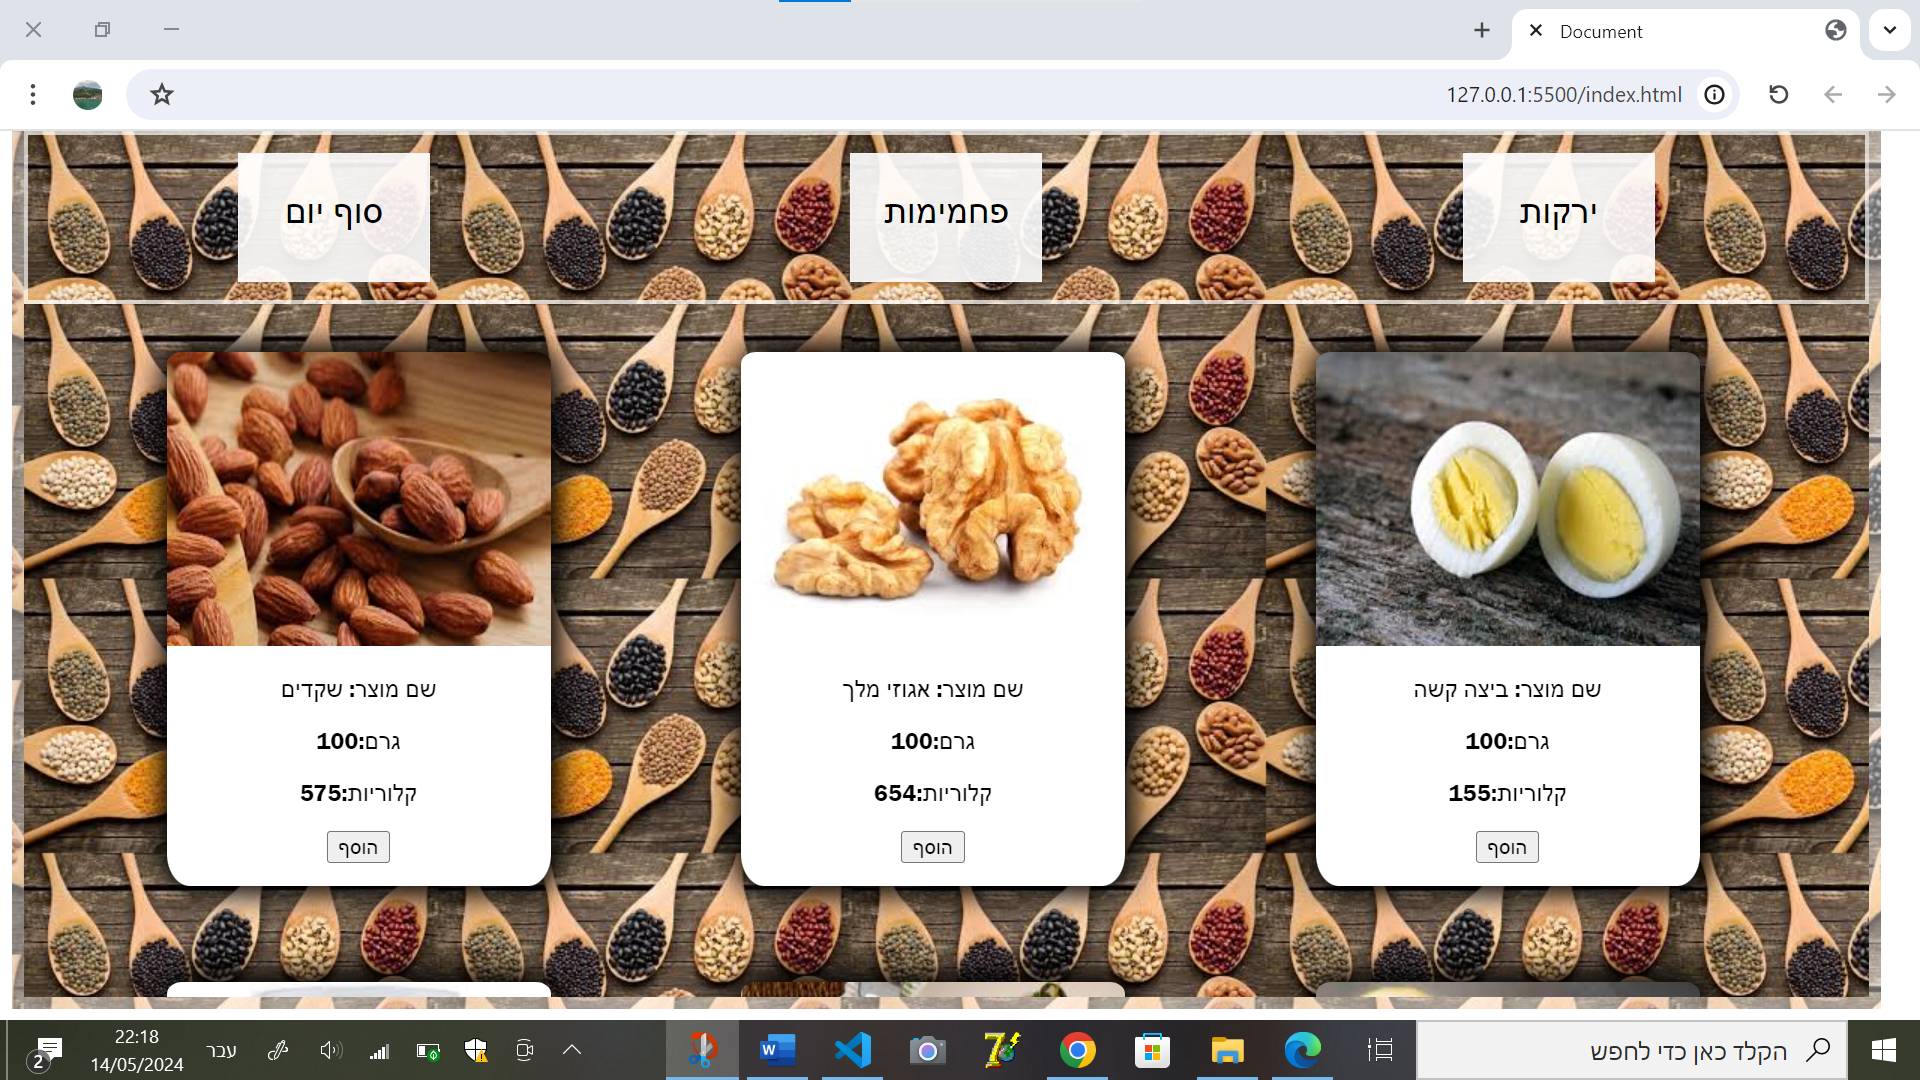 Document
127.0.0.1:5500/index.html
ירקות
פחמימות
סוף יום
שם מוצר: ביצה קשה
גרם:100
קלוריות:155
הוסף
שם מוצר: אגוזי מלך
גרם:100
קלוריות:654
הוסף
שם מוצר: שקדים
גרם:100
קלוריות:575
הוסף
הקלד כאן כדי לחפש
עבר
22:18
14/05/2024
2